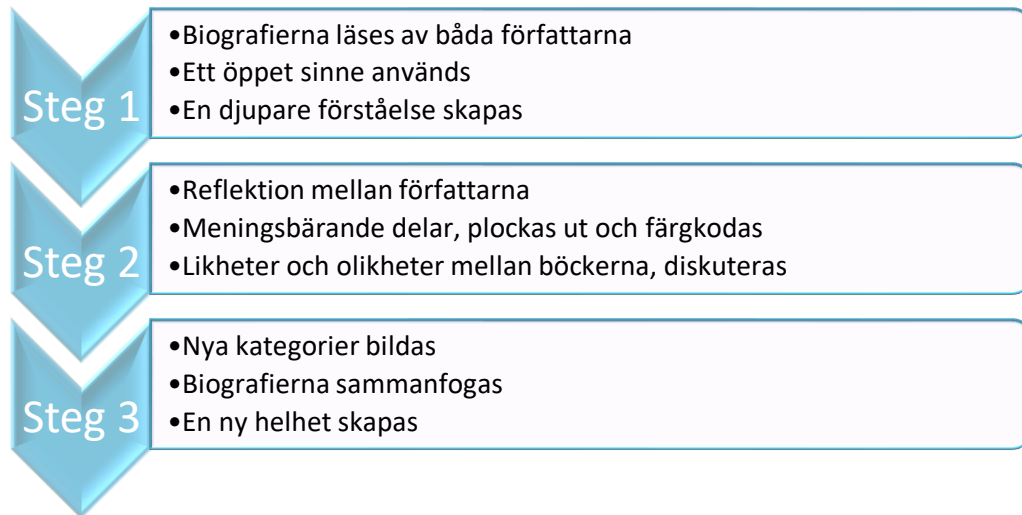 Steg 1
•Biografierna läses av båda författarna
•Ett öppet sinne används
•En djupare förståelse skapas
Steg 2
•Reflektion mellan författarna
•Meningsbärande delar, plockas ut och färgkodas
•Likheter och olikheter mellan böckerna, diskuteras
Steg 3
•Nya kategorier bildas
•Biografierna sammanfogas
•En ny helhet skapas